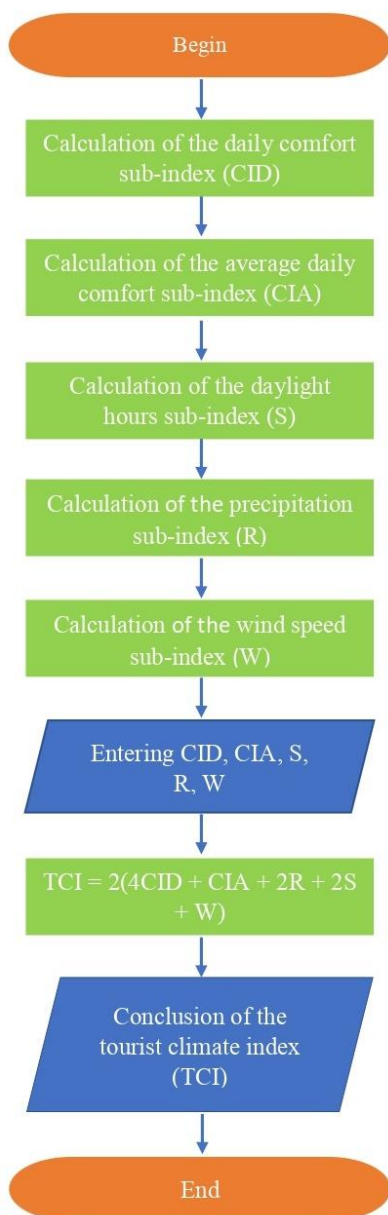 Begin
Calculation of the daily comfort
sub-index (CID)
Calculation of the average daily
comfort sub-index (CIA)
Calculation of the daylight
hours sub-index (S)
Calculation of the precipitation
sub-index (R)
Calculation of the wind speed
sub-index (W)
Entering CID, CIA, S,
R, W
TCI = 2(4CID + CIA + 2R + 2S
+ W)
Conclusion of the
tourist climate index
(TCI)
End